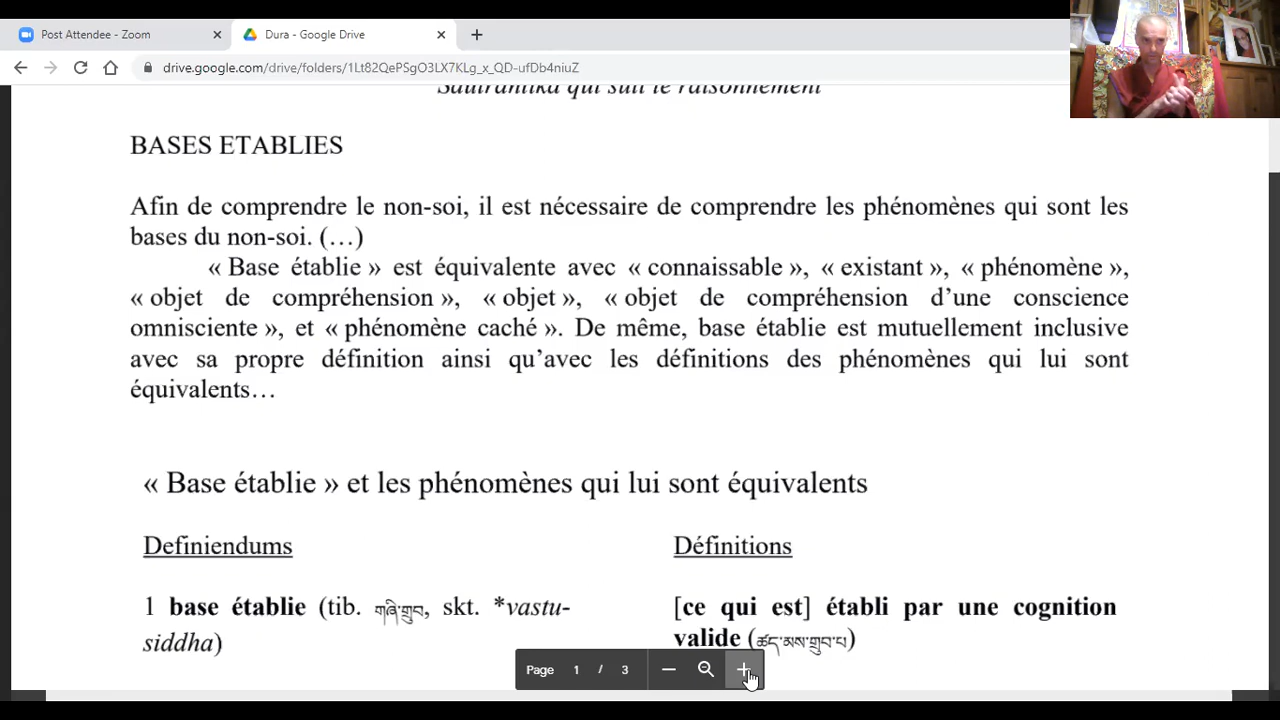 Post Attendee - Zoom
Dura - Google Drive
drive.google.com/drive/folders/1Lt82QePSgO3LX7KLg_x_QD-ufDb4niuZ
Sautrantika qui suit le raisonnement
BASES ETABLIES
Afin de comprendre le non-soi, il est nécessaire de comprendre les phénomènes qui sont les
bases du non-soi. (…)
« Base établie » est équivalente avec « connaissable », « existant », « phénomène »,
« objet de compréhension », « objet », « objet de compréhension d’une conscience
omnisciente », et « phénomène caché ». De même, base établie est mutuellement inclusive
avec sa propre définition ainsi qu’avec les définitions des phénomènes qui lui sont
équivalents…
« Base établie » et les phénomènes qui lui sont équivalents
Definiendums
Définitions
1 base établie (tib. གཞི་གྲུབ, skt. *vastu-
siddha)
[ce qui est] établi par une cognition
valide (ཚད་མས་གྲུབ་པ)
Page 1 / 3